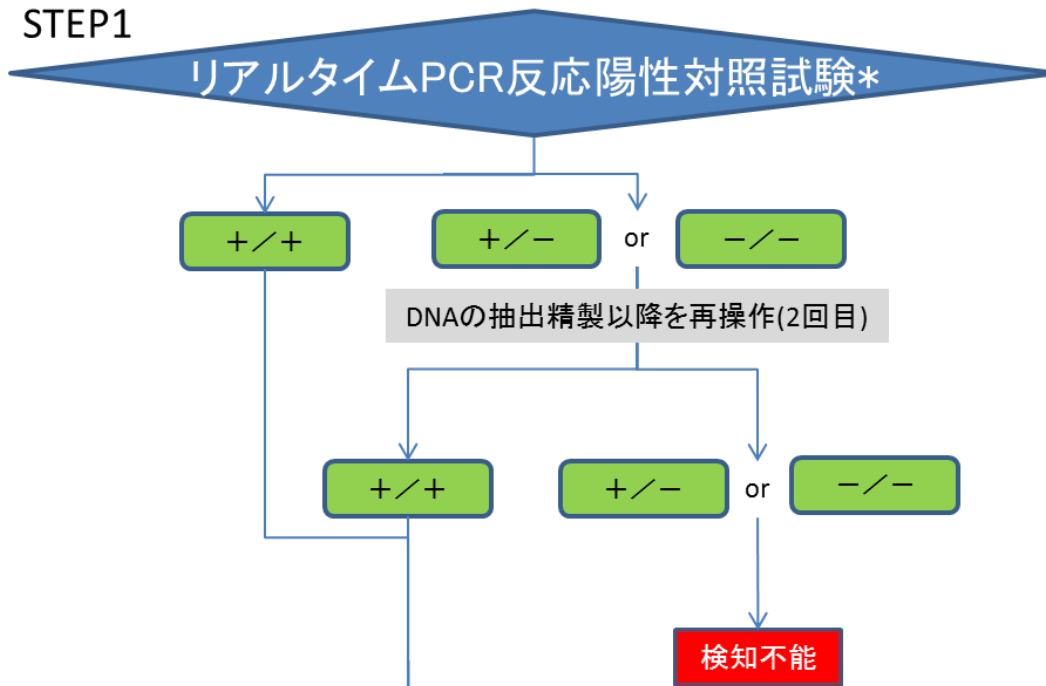 STEP1
リアルタイムPCR反応陽性対照試験*
+/+
+/-
or
-/-
DNAの抽出精製以降を再操作(2回目)
+/+
+/-
or
-/-
検知不能